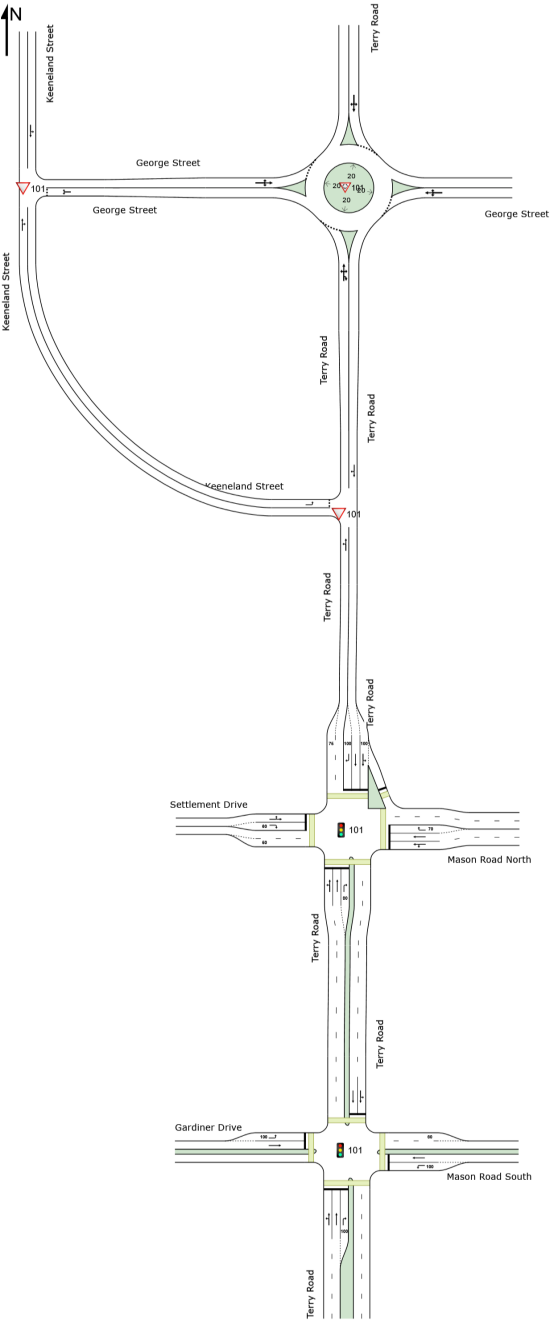 N
Keeneland Street
Terry Road
George Street
101
George Street
20
20
101
20
20
George Street
Keeneland Street
Terry Road
Terry Road
Keeneland Street
101
Terry Road
Terry Road
75
100
100
Settlement Drive
60
60
101
75
Mason Road North
50
Terry Road
Terry Road
Gardiner Drive
100
50
101
100
Mason Road South
100
Terry Road